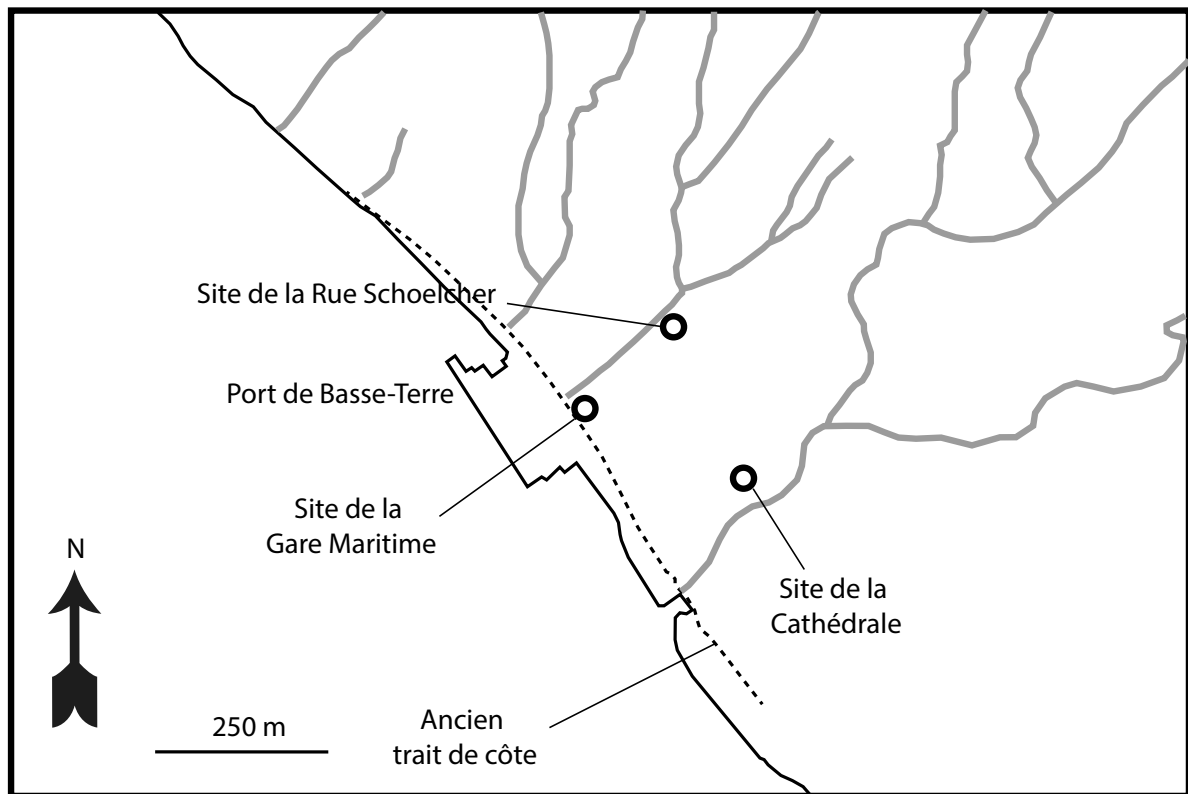 Site de la Rue Schoelcher
Port de Basse-Terre
Site de la
Gare Maritime
N
Site de la
Cathédrale
250 m
Ancien
trait de côte